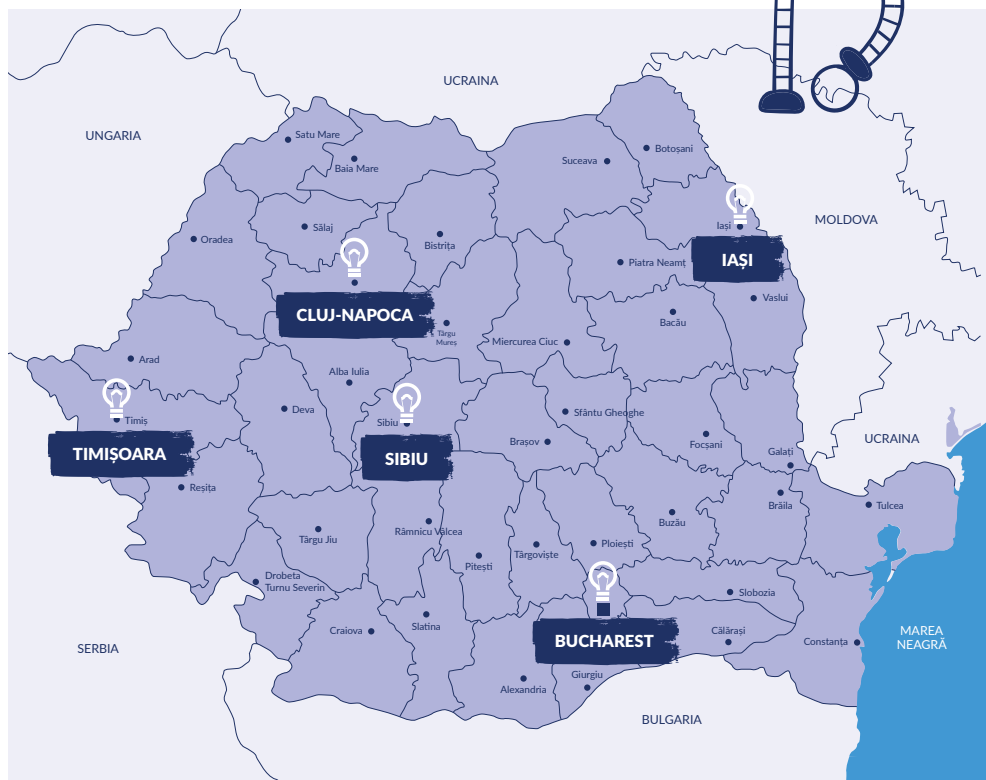 UCRAINA
UNGARIA
Satu Mare
Baia Mare
Suceava
Botoșani
MOLDOVA
Sălaj
Oradea
Bistrița
Iași
IAȘI
Piatra Neamț
Vaslui
CLUJ-NAPOCA
Târgu
Mureș
Miercurea Ciuc
Bacău
Arad
Alba Iulia
Deva
Timiș
TIMIȘOARA
Sibiu
SIBIU
Sfântu Gheoghe
Brașov
Focșani
Galați
UCRAINA
Reșița
Brăila
Tulcea
Târgu Jiu
Râmnicu Vâlcea
Buzău
Pitești
Târgoviște
Ploiești
Drobeta
Turnu Severin
Slobozia
Craiova
Slatina
BUCHAREST
Călărași
Constanța
MAREA
NEAGRĂ
SERBIA
Alexandria
Giurgiu
BULGARIA